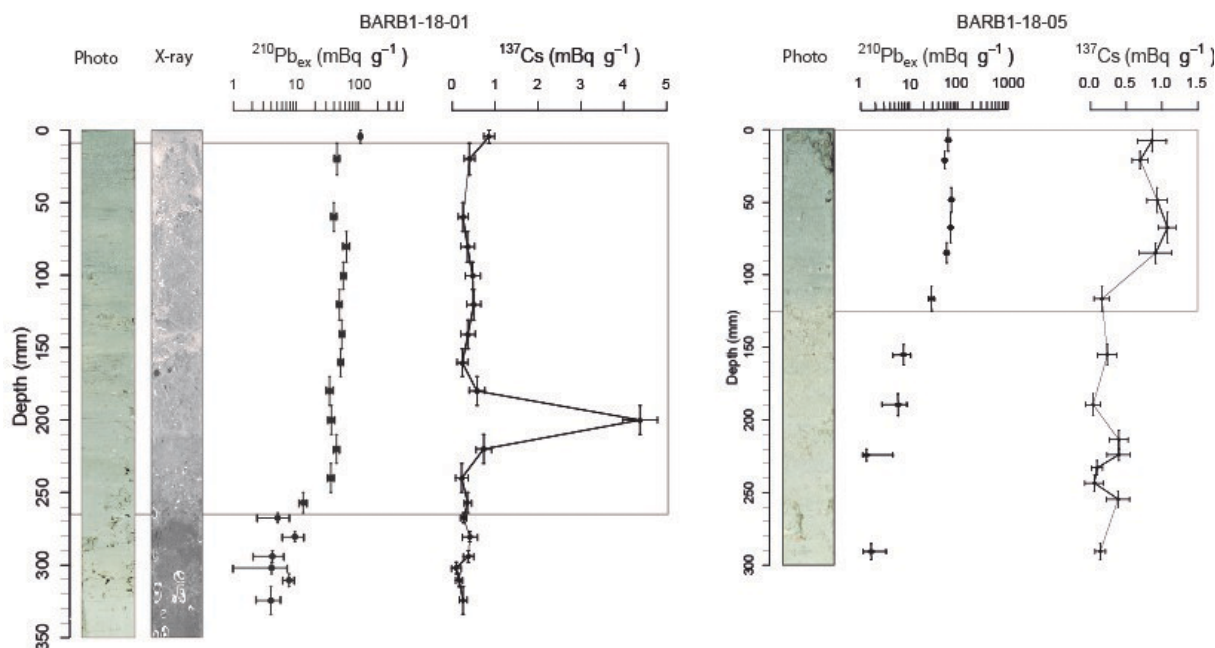 BARB1-18-01
Photo X-ray ²¹⁰Pbₑₓ (mBq g⁻¹) ¹³⁷Cs (mBq g⁻¹)
1 10 100
0 1 2 3 4 5
Depth (mm)
0
50
100
150
200
250
300
350
BARB1-18-05
Photo ²¹⁰Pbₑₓ (mBq g⁻¹) ¹³⁷Cs (mBq g⁻¹)
1 10 100 1000
0.0 0.5 1.0 1.5
Depth (mm)
0
50
100
150
200
250
300